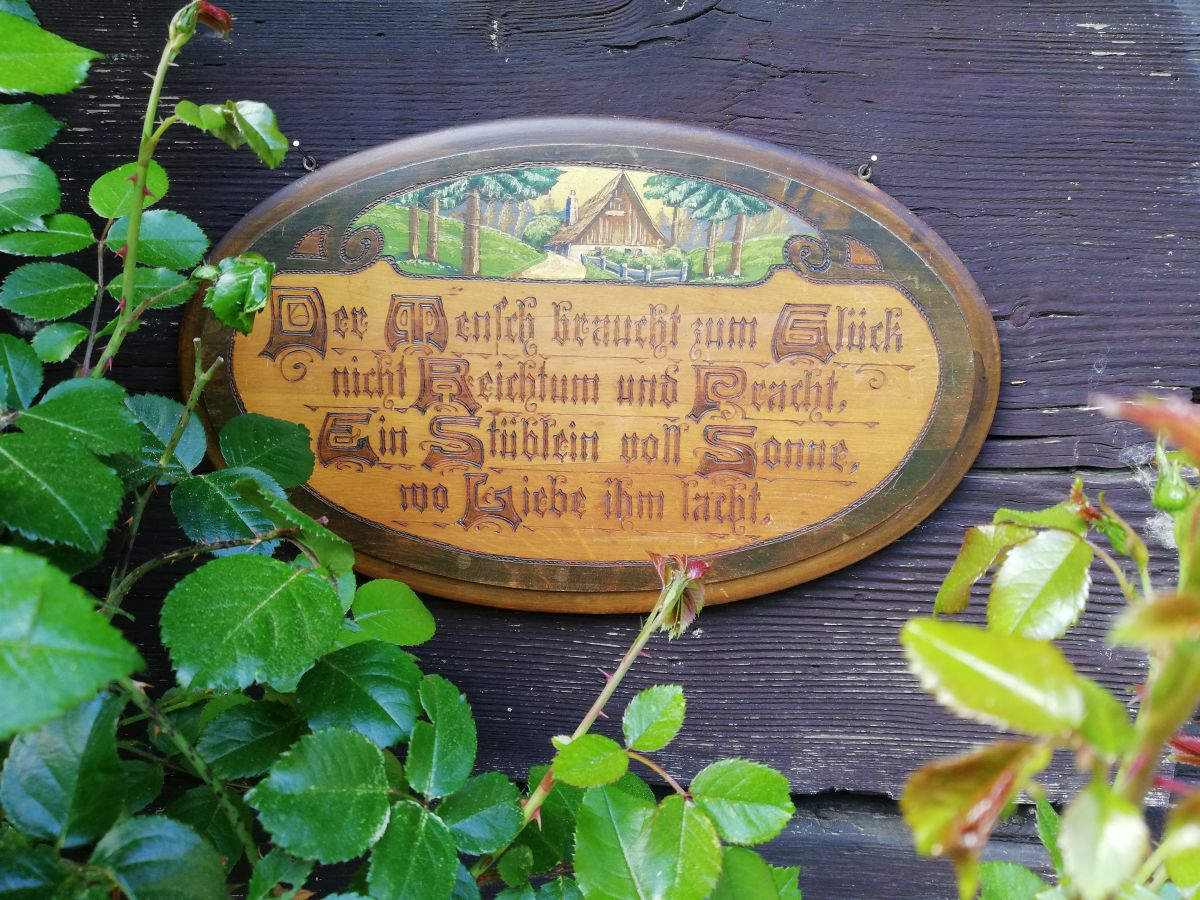 Der Mensch braucht zum Glück
nicht Reichtum und Pracht,
Ein Stüblein voll Sonne,
wo Liebe ihm lacht.